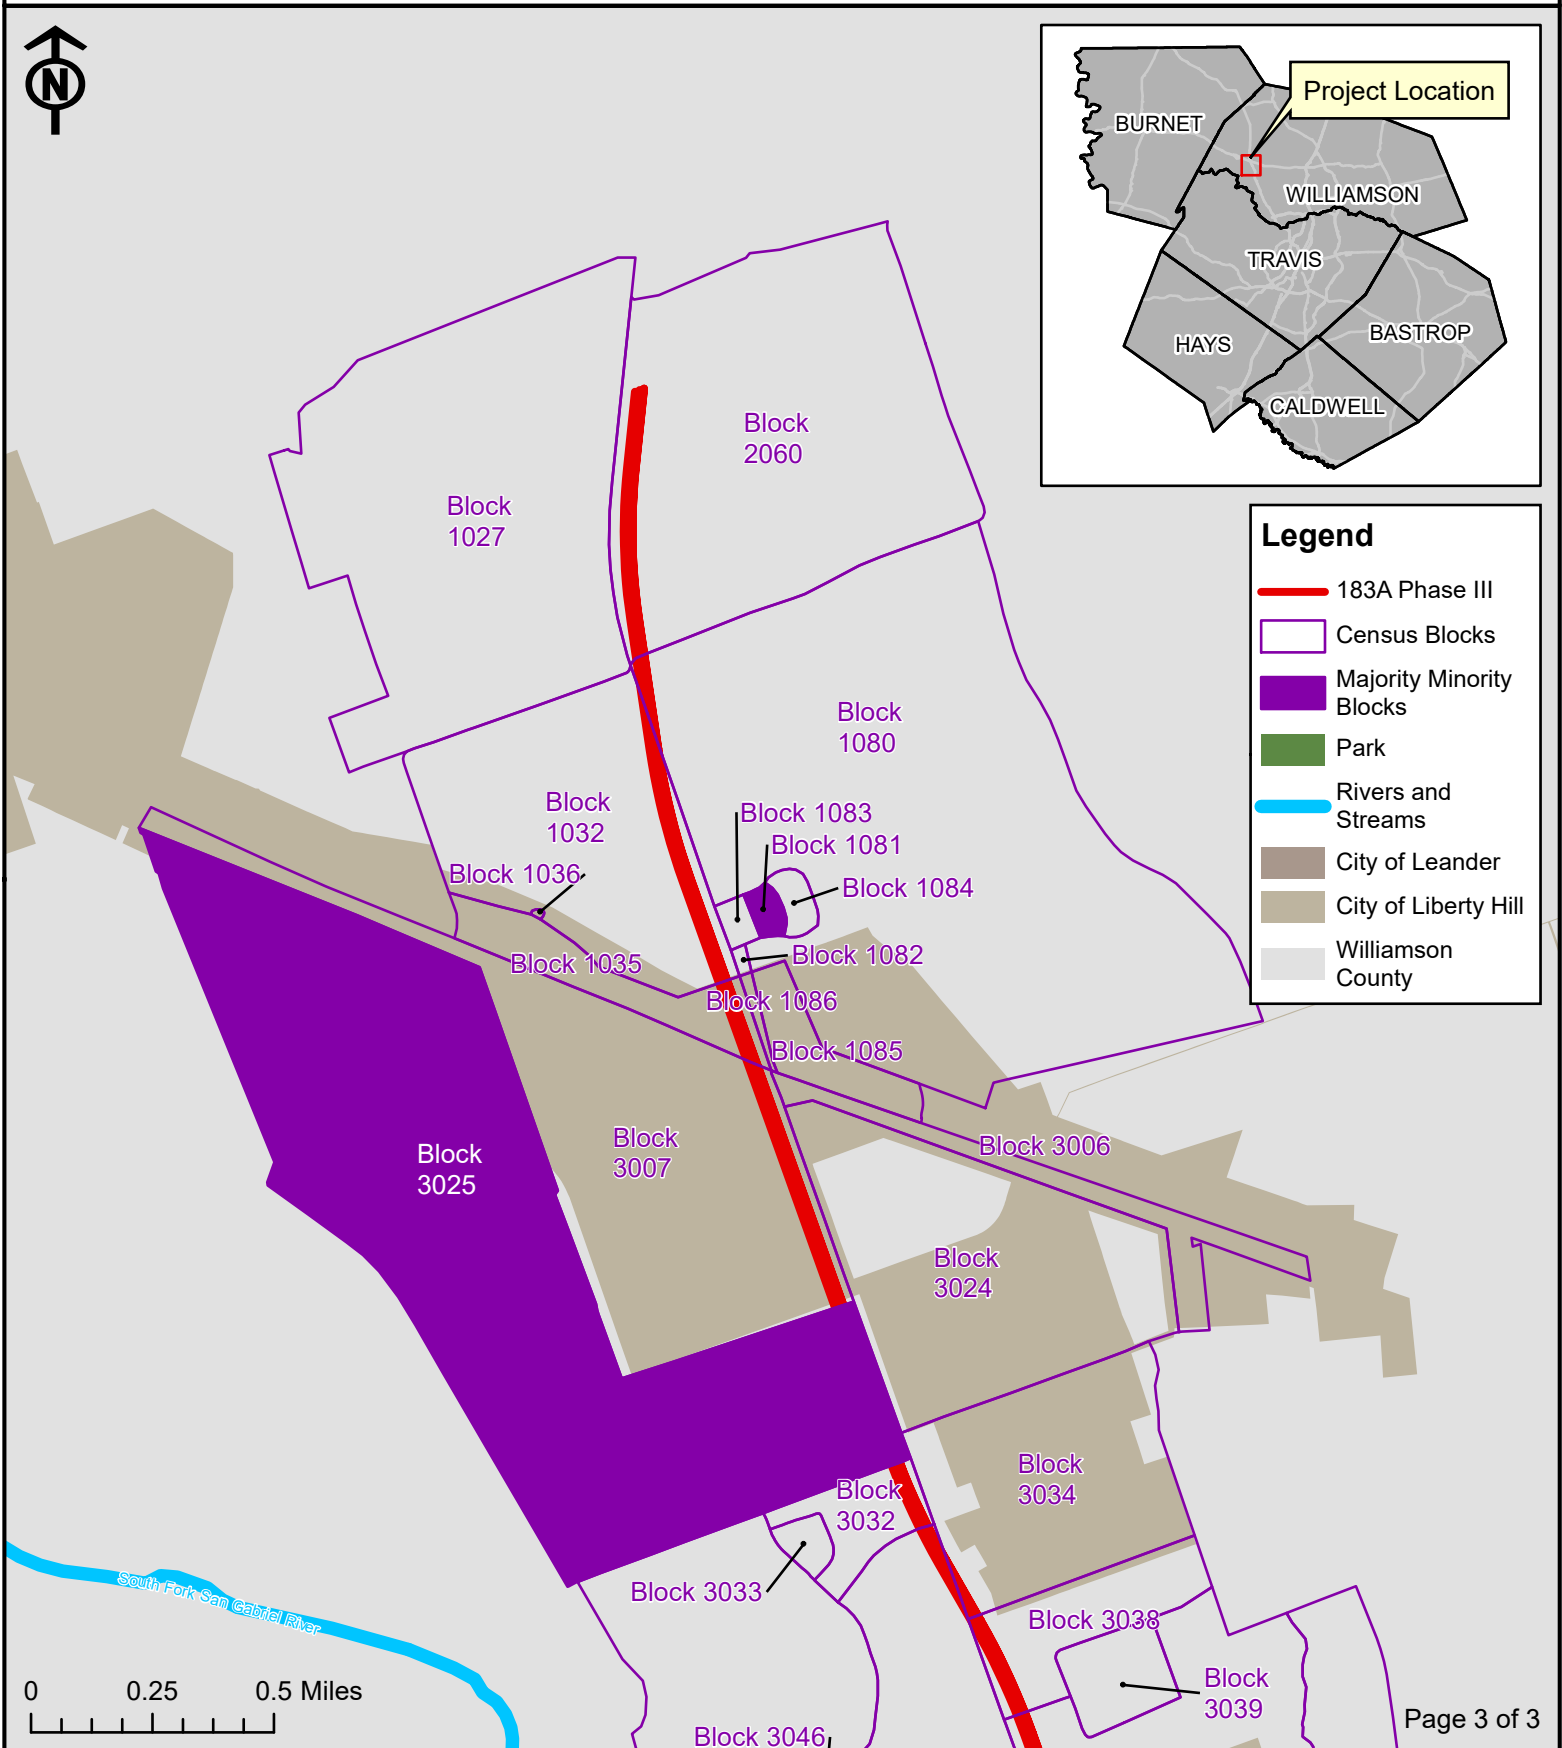 N
Project Location
BURNET
WILLIAMSON
TRAVIS
HAYS
BASTROP
CALDWELL
Block
2060
Block
1027
Legend
183A Phase III
Census Blocks
Majority Minority
Blocks
Park
Rivers and
Streams
City of Leander
City of Liberty Hill
Williamson
County
Block
1080
Block
1032
Block 1083
Block 1081
Block 1036
Block 1084
Block 1035
Block 1082
Block 1086
Block 1085
Block
3025
Block
3007
Block 3006
Block
3024
Block
3034
Block
3032
Block 3033
South Fork San Gabriel River
Block 3038
Block
3039
Block 3046
0 0.25 0.5 Miles
Page 3 of 3